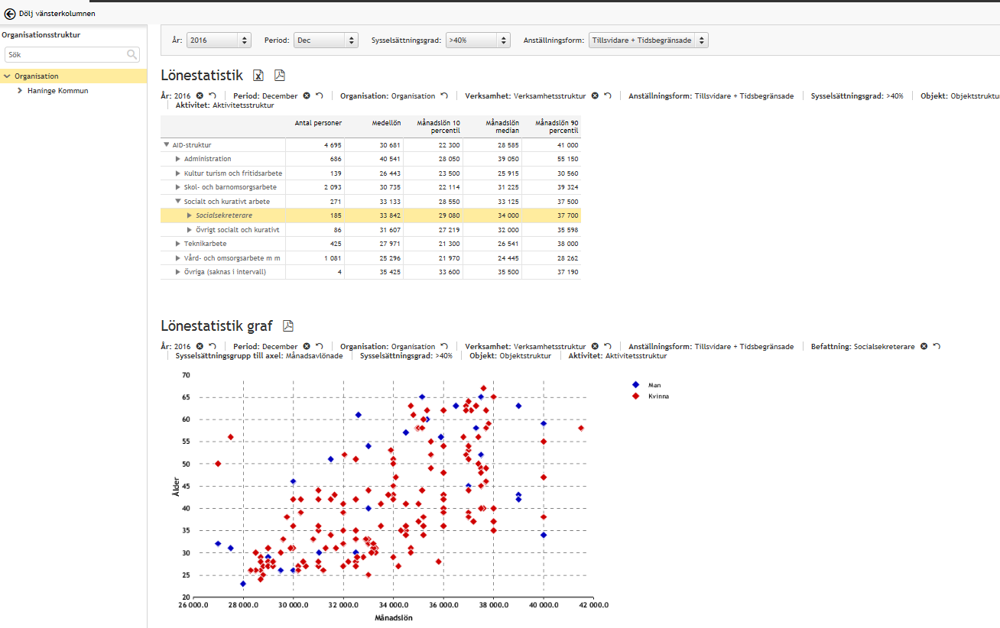 Dölj vänsterkolumnen
Organisationsstruktur
Sök
Organisation
Haninge Kommun
År: 2016 Period: Dec Sysselsättningsgrad: >40% Anställningsform: Tillsvidare + Tidsbegränsade
Lönestatistik
År: 2016 Period: December Organisation: Organisation Verksamhet: Verksamhetsstruktur Anställningsform: Tillsvidare + Tidsbegränsade Sysselsättningsgrad: >40% Objekt: Objektstruktur
Aktivitet: Aktivitetsstruktur
Antal personer Medellön Månadslön 10 percentil Månadslön median Månadslön 90 percentil
AID-struktur 4 695 30 681 22 300 28 585 41 000
Administration 686 40 541 28 050 39 050 55 150
Kultur turism och fritidsarbete 139 26 443 23 500 25 915 30 560
Skol- och barnomsorgsarbete 2 093 30 735 22 114 31 225 39 324
Socialt och kurativt arbete 271 33 133 28 550 33 125 37 500
Socialsekreterare 185 33 842 29 080 34 000 37 700
Övrigt socialt och kurativt 86 31 607 27 219 32 000 35 598
Teknikarbete 425 27 971 21 300 26 541 38 000
Vård- och omsorgsarbete m m 1 081 25 296 21 970 24 445 28 262
Övriga (saknas i intervall) 4 35 425 33 600 35 500 37 190
Lönestatistik graf
År: 2016 Period: December Organisation: Organisation Verksamhet: Verksamhetsstruktur Anställningsform: Tillsvidare + Tidsbegränsade Befattning: Socialsekreterare
Sysselsättningsgrupp till axel: Månadsavlönade Sysselsättningsgrad: >40% Objekt: Objektstruktur Aktivitet: Aktivitetsstruktur
70
65
60
55
50
45
40
35
30
25
20
Ålder
26 000.0 28 000.0 30 000.0 32 000.0 34 000.0 36 000.0 38 000.0 40 000.0 42 000.0
Månadslön
Man
Kvinna